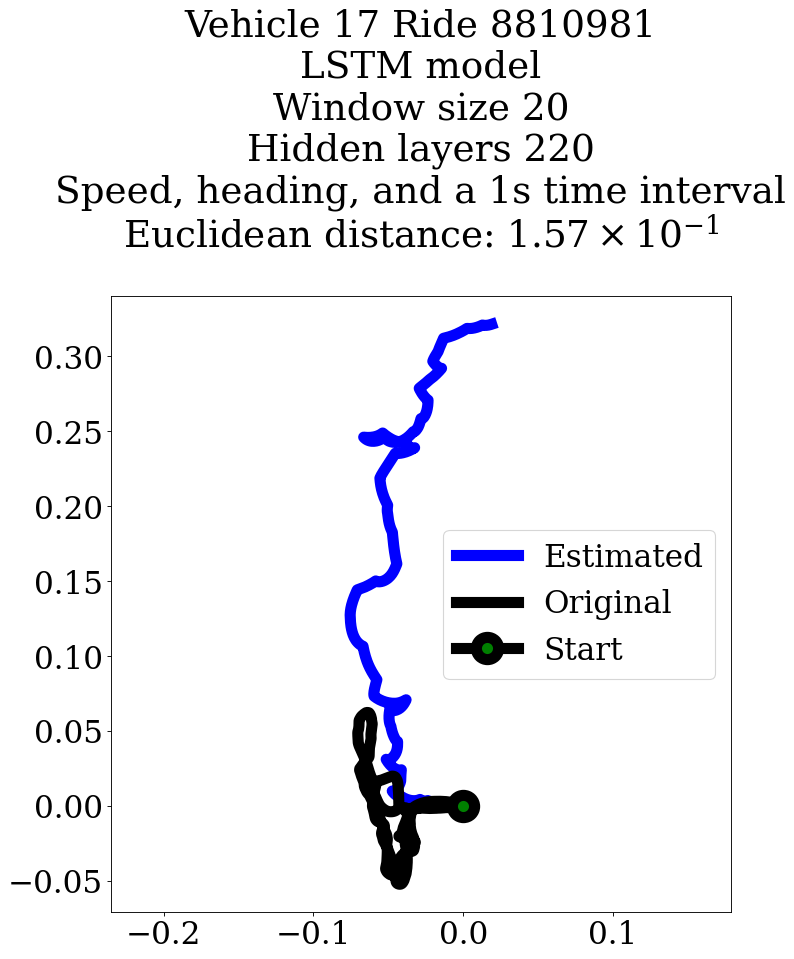 Vehicle 17 Ride 8810981
LSTM model
Window size 20
Hidden layers 220
Speed, heading, and a 1s time interval
Euclidean distance: 1.57 × 10⁻¹
0.30
0.25
0.20
0.15
0.10
0.05
0.00
−0.05
Estimated
Original
Start
−0.2 −0.1 0.0 0.1